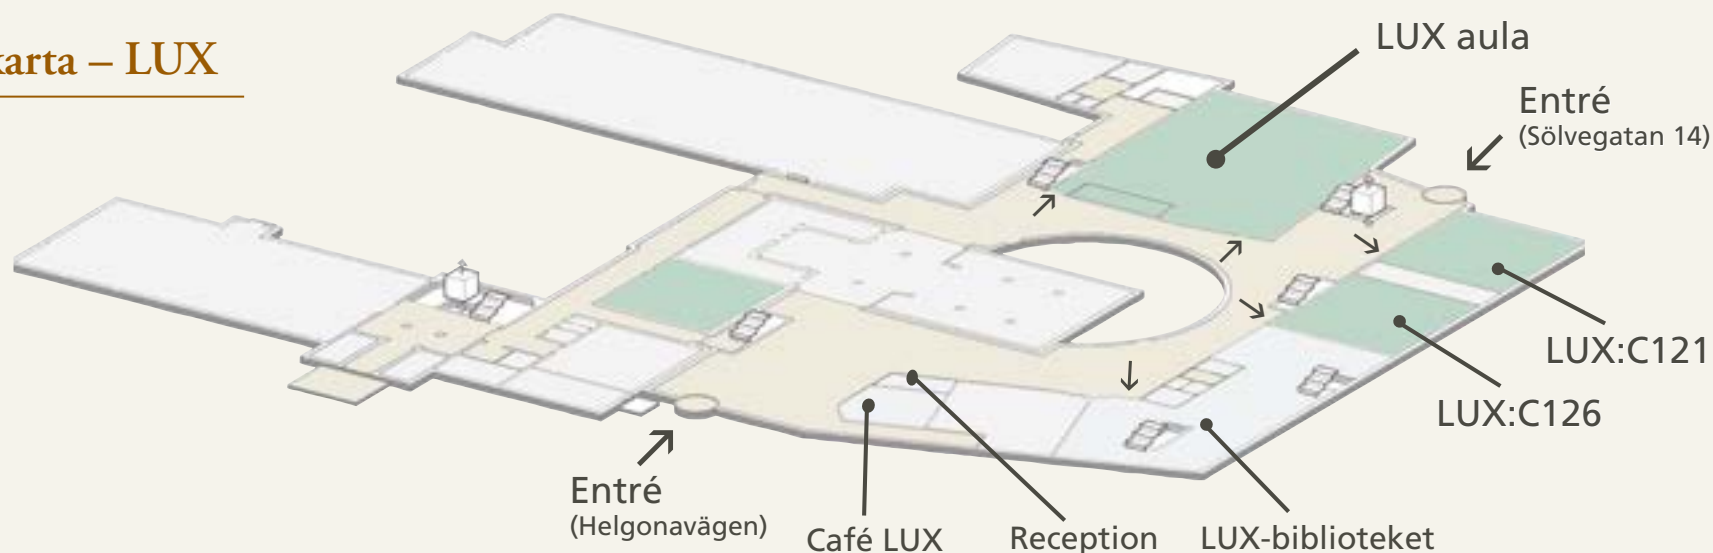 karta – LUX
LUX aula
Entré
(Sölvegatan 14)
LUX:C121
LUX:C126
Entré
(Helgonavägen)
Café LUX
Reception
LUX-biblioteket